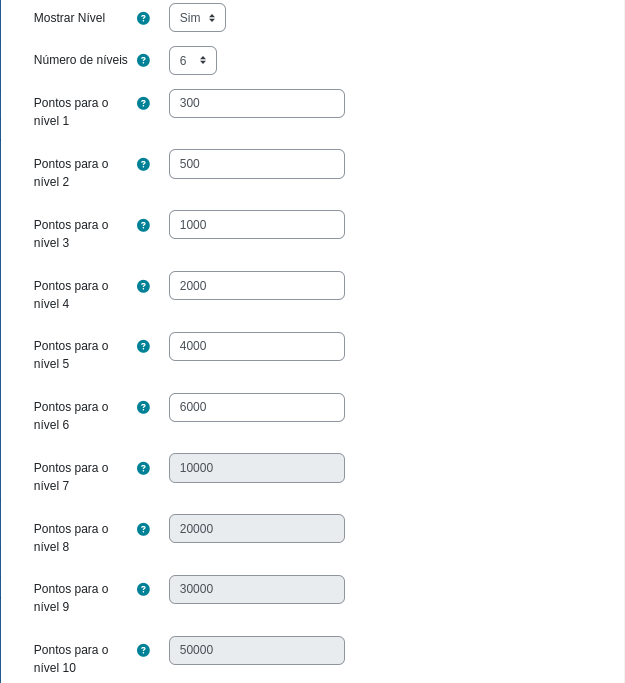 Mostrar Nível ? Sim
Número de níveis ? 6
Pontos para o ? 300
nível 1
Pontos para o ? 500
nível 2
Pontos para o ? 1000
nível 3
Pontos para o ? 2000
nível 4
Pontos para o ? 4000
nível 5
Pontos para o ? 6000
nível 6
Pontos para o ? 10000
nível 7
Pontos para o ? 20000
nível 8
Pontos para o ? 30000
nível 9
Pontos para o ? 50000
nível 10